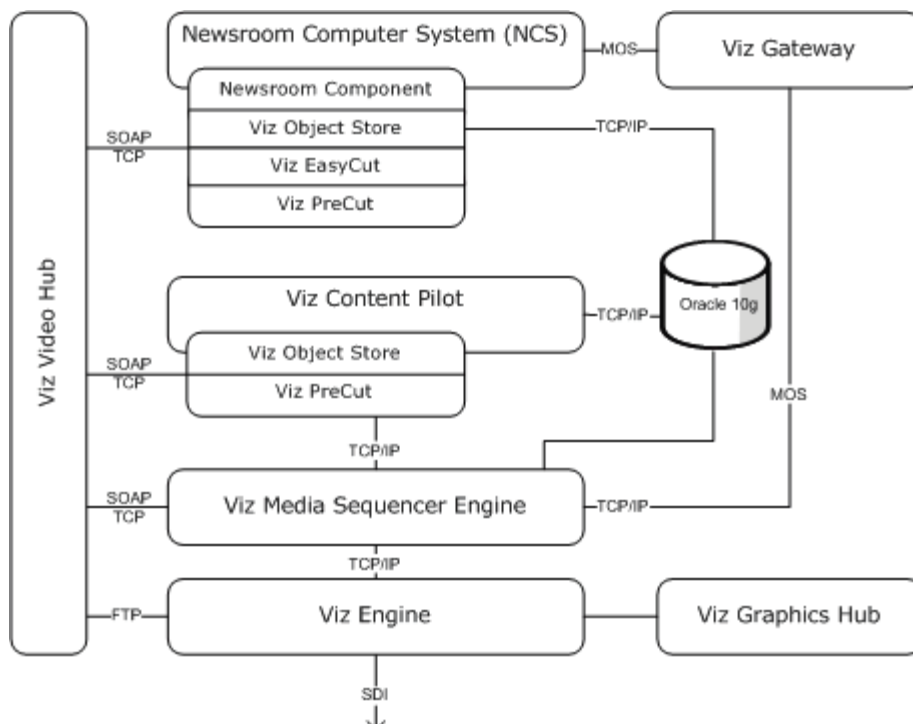 Newsroom Computer System (NCS)
MOS
Viz Gateway
Newsroom Component
Viz Object Store
Viz EasyCut
Viz PreCut
SOAP
TCP
TCP/IP
Viz Video Hub
Viz Content Pilot
TCP/IP
Oracle 10g
Viz Object Store
Viz PreCut
SOAP
TCP
MOS
TCP/IP
Viz Media Sequencer Engine
SOAP
TCP
TCP/IP
TCP/IP
Viz Engine
FTP
Viz Graphics Hub
SDI